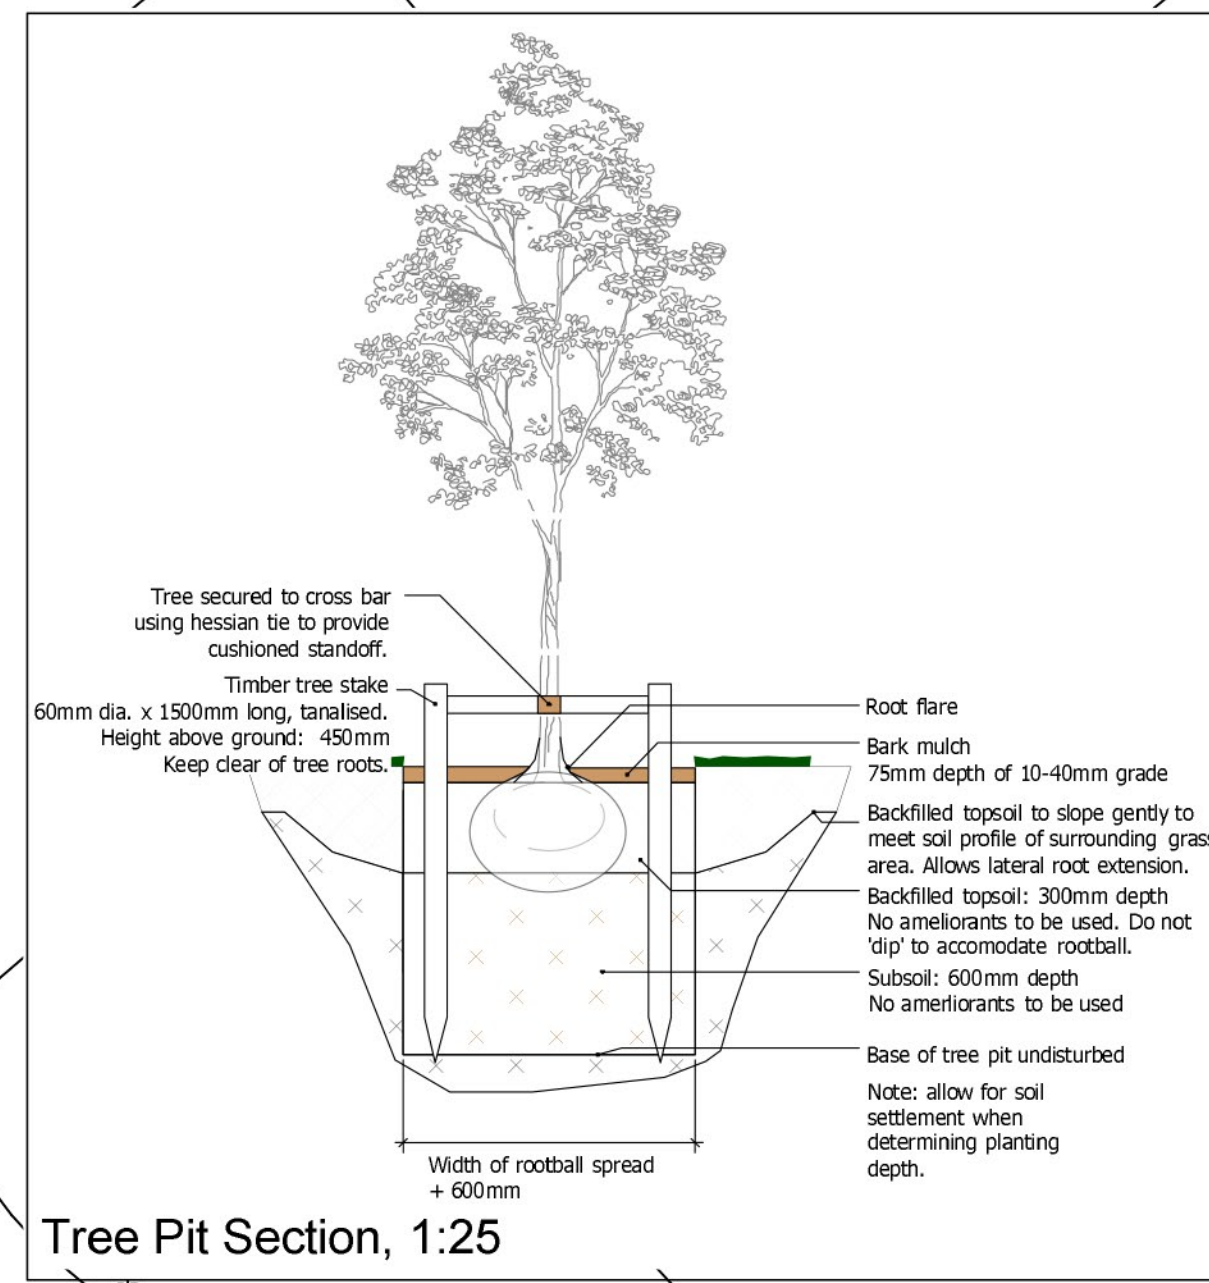 Tree secured to cross bar
using hessian tie to provide
cushioned standoff.
Timber tree stake
60mm dia. x 1500mm long, tanalised.
Height above ground: 450mm
Keep clear of tree roots.
Root flare
Bark mulch
75mm depth of 10-40mm grade
Backfilled topsoil to slope gently to
meet soil profile of surrounding grass
area. Allows lateral root extension.
Backfilled topsoil: 300mm depth
No ameliorants to be used. Do not
'dip' to accomodate rootball.
Subsoil: 600mm depth
No amerliorants to be used
Base of tree pit undisturbed
Note: allow for soil
settlement when
determining planting
depth.
Width of rootball spread
+ 600mm
Tree Pit Section, 1:25